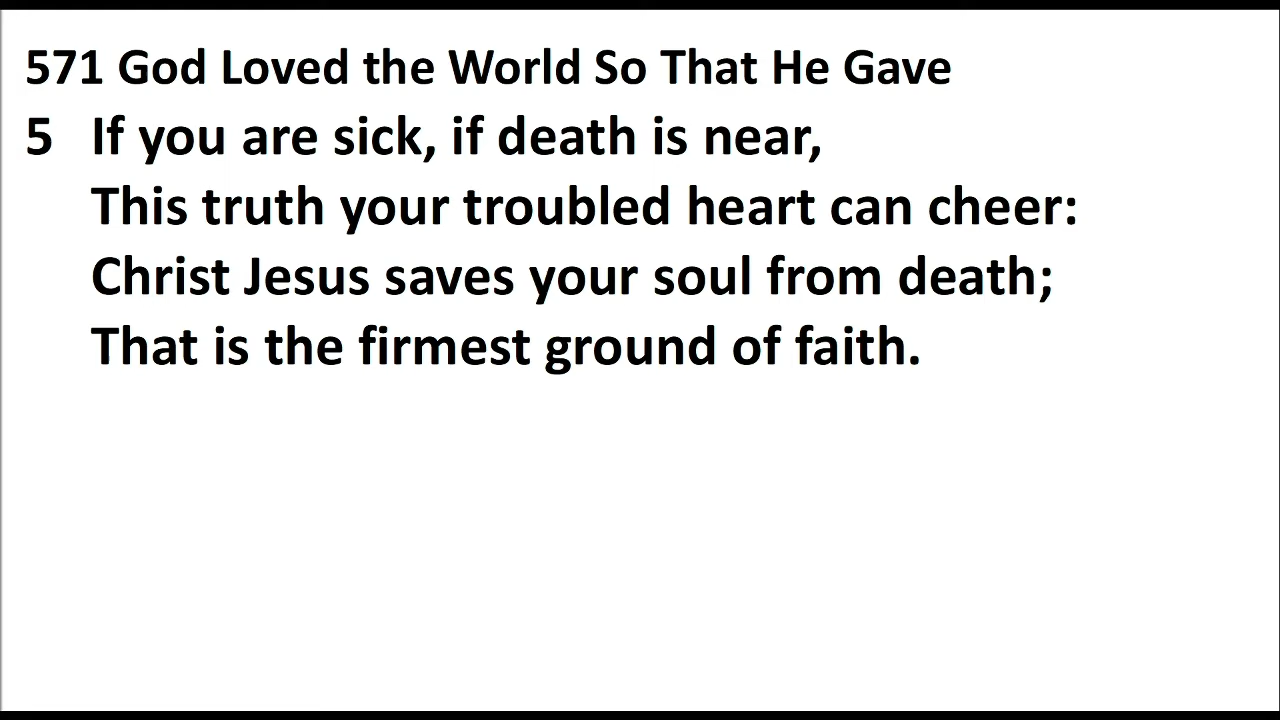 571 God Loved the World So That He Gave
5 If you are sick, if death is near,
This truth your troubled heart can cheer:
Christ Jesus saves your soul from death;
That is the firmest ground of faith.